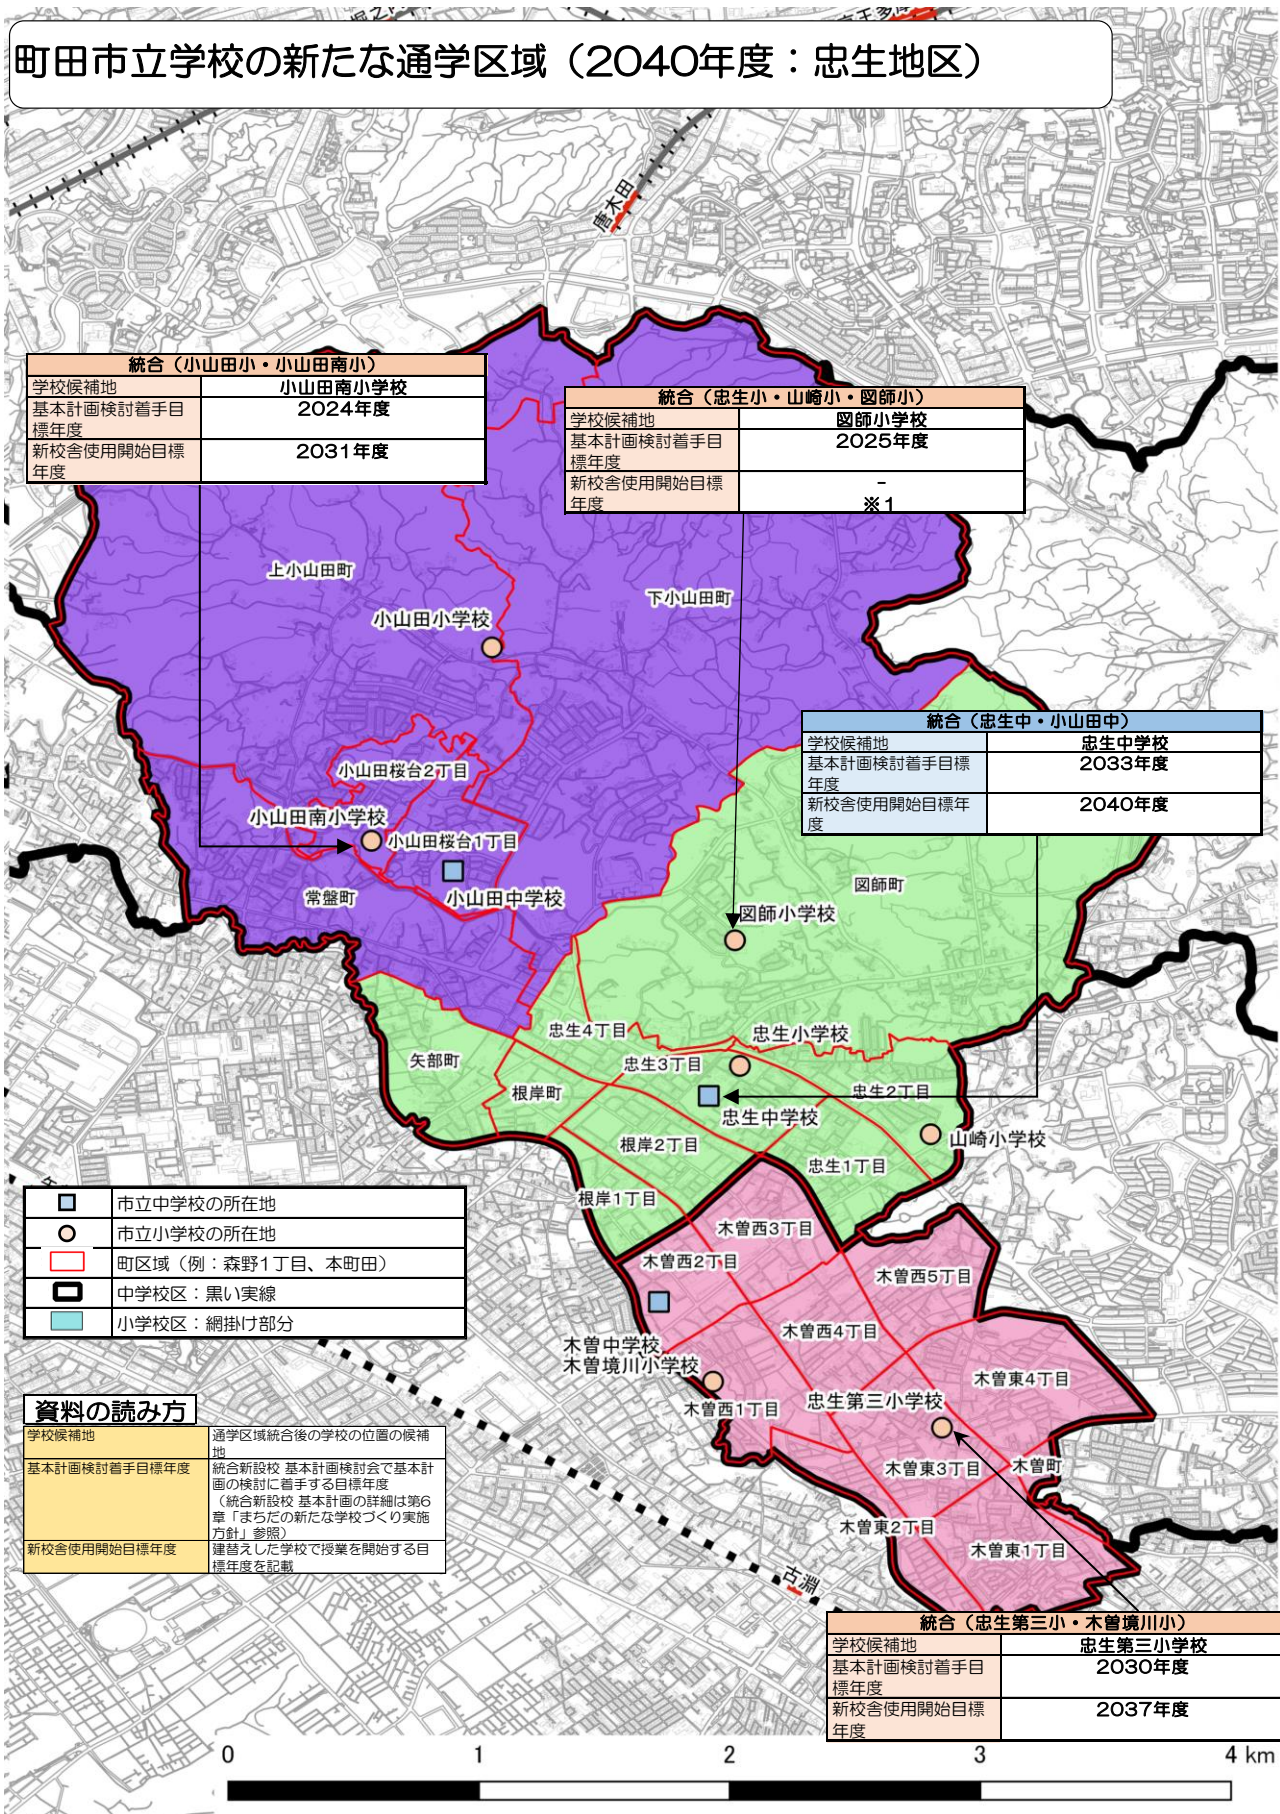 町田市立学校の新たな通学区域（2040年度：忠生地区）
唐木田
統合（小山田小・小山田南小）
学校候補地
小山田南小学校
基本計画検討着手目
標年度
2024年度
新校舎使用開始目標
年度
2031年度
統合（忠生小・山崎小・図師小）
学校候補地
図師小学校
基本計画検討着手目
標年度
2025年度
新校舎使用開始目標
年度
-
※1
上小山田町
下小山田町
小山田小学校
統合（忠生中・小山田中）
学校候補地
忠生中学校
基本計画検討着手目標
年度
2033年度
新校舎使用開始目標年
度
2040年度
小山田桜台2丁目
小山田南小学校
小山田桜台1丁目
常盤町
小山田中学校
図師町
図師小学校
忠生4丁目
忠生小学校
矢部町
忠生3丁目
根岸町
忠生2丁目
忠生中学校
根岸2丁目
山崎小学校
忠生1丁目
根岸1丁目
木曽西3丁目
木曽西2丁目
木曽西5丁目
木曽中学校
木曽境川小学校
木曽西4丁目
木曽東4丁目
木曽西1丁目
忠生第三小学校
木曽東3丁目
木曽町
木曽東2丁目
木曽東1丁目
古淵
市立中学校の所在地
市立小学校の所在地
町区域（例：森野1丁目、本町田）
中学校区：黒い実線
小学校区：網掛け部分
資料の読み方
学校候補地
通学区域統合後の学校の位置の候補
地
基本計画検討着手目標年度
統合新設校 基本計画検討会で基本計
画の検討に着手する目標年度
（統合新設校 基本計画の詳細は第6
章「まちだの新たな学校づくり実施
方針」参照）
新校舎使用開始目標年度
建替えした学校で授業を開始する目
標年度を記載
統合（忠生第三小・木曽境川小）
学校候補地
忠生第三小学校
基本計画検討着手目
標年度
2030年度
新校舎使用開始目標
年度
2037年度
0 1 2 3 4 km